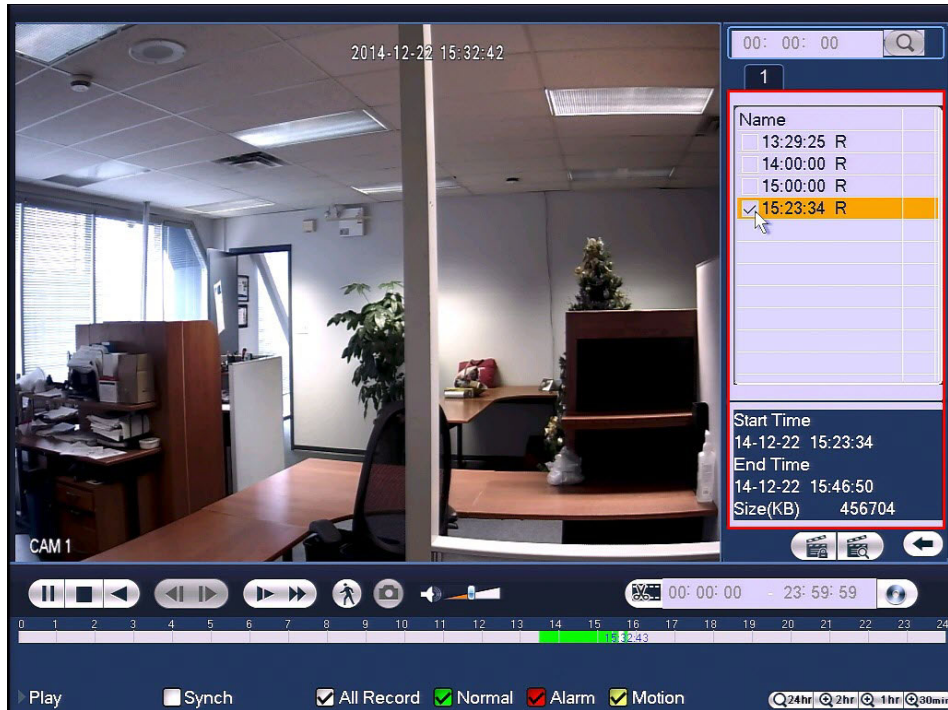 2014-12-22 15:32:42
CAM 1
00: 00: 00
1
Name
13:29:25 R
14:00:00 R
15:00:00 R
15:23:34 R
Start Time
14-12-22 15:23:34
End Time
14-12-22 15:46:50
Size(KB) 456704
00: 00: 00 - 23: 59: 59
0 1 2 3 4 5 6 7 8 9 10 11 12 13 14 15 16 17 18 19 20 21 22 23 24
15:32:43
Play Synch All Record Normal Alarm Motion 24hr 2hr 1hr 30min